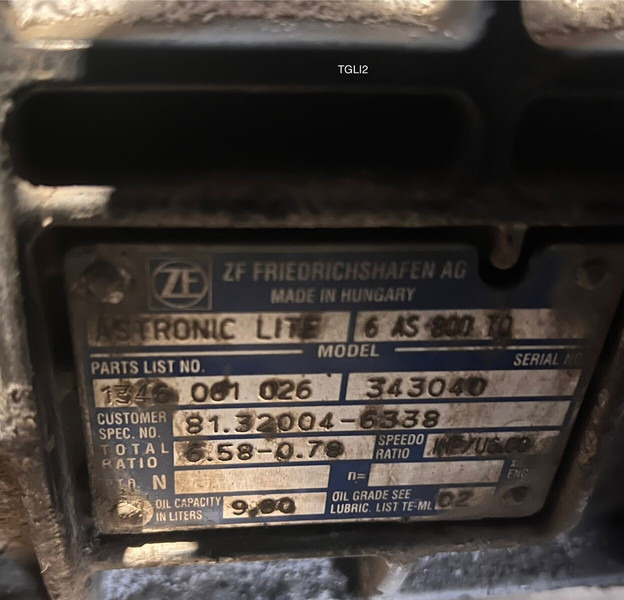 TGLI2
ZF ZF FRIEDRICHSHAFEN AG
MADE IN HUNGARY
ASTRONIC LITE 6 AS 800 TO
MODEL
PARTS LIST NO. SERIAL NO
1346 001 026 343040
CUSTOMER SPEC. NO. 81.32004-6338
TOTAL RATIO 6.58-0.78 SPEEDO RATIO
P.T.O. N n= ENG
OIL CAPACITY IN LITERS 9.00 OIL GRADE SEE LUBRIC. LIST TE-ML 02